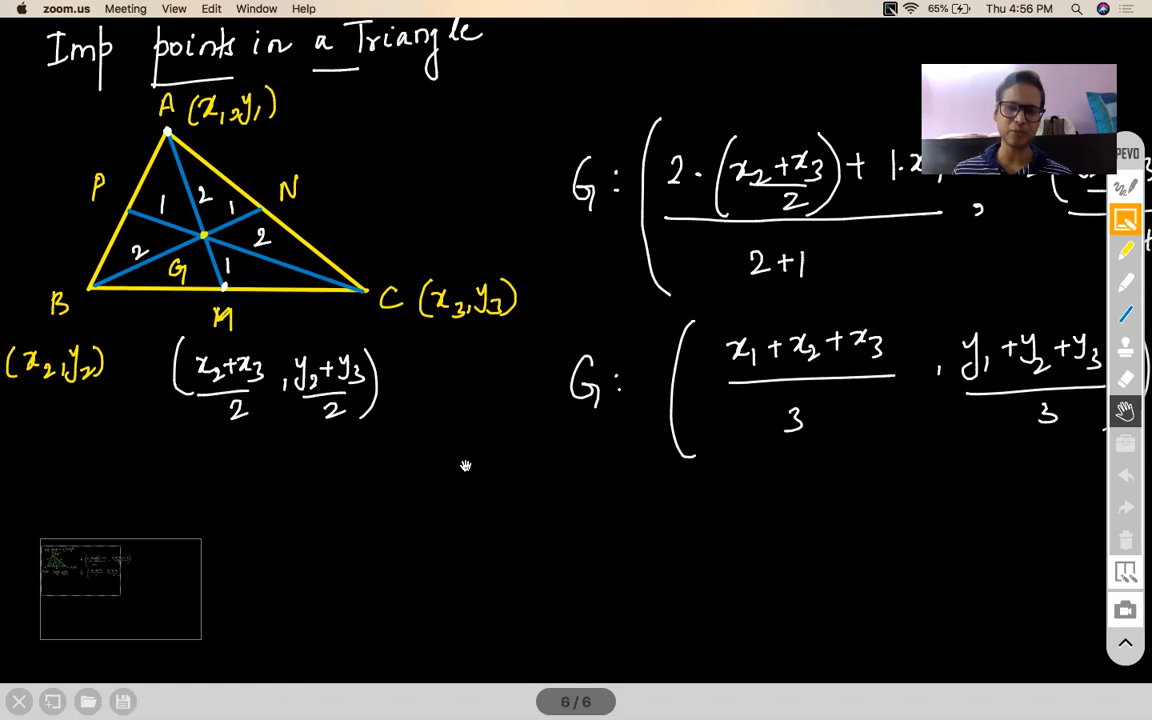 zoom.us Meeting View Edit Window Help 65% Thu 4:56 PM
Imp points in a Triangle
PEVO
A (x₁, y₁)
P N
1 2 1
2 2
G 1
B M C (x₃, y₃)
(x₂, y₂) ((x₂+x₃)/2, (y₂+y₃)/2)
G : ( (2·((x₂+x₃)/2) + 1·x
/ (2+1) ,
G : ( (x₁+x₂+x₃)/3 , (y₁+y₂+y₃)/3 )
6 / 6